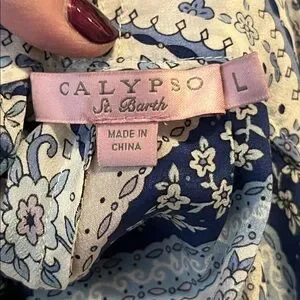 CALYPSO
St. Barth
L
MADE IN
CHINA